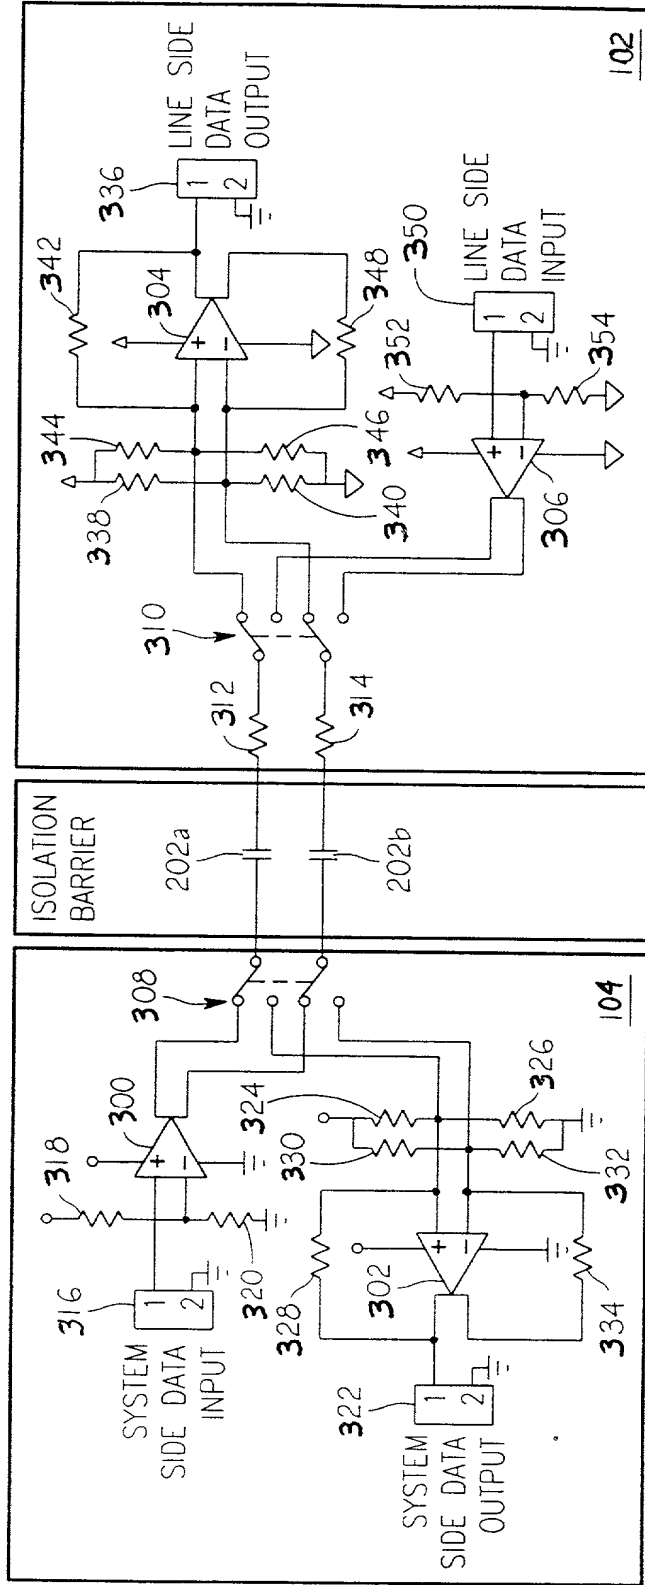 104
SYSTEM
SIDE DATA
INPUT
316
1
2
318
320
+
−
300
308
SYSTEM
SIDE DATA
OUTPUT
322
1
2
328
302
+
−
334
330
324
332
326
ISOLATION
BARRIER
202a
202b
102
312
314
310
338
344
340
346
342
304
+
−
348
336
1
2
LINE SIDE
DATA
OUTPUT
306
+
−
352
354
350
1
2
LINE SIDE
DATA
INPUT